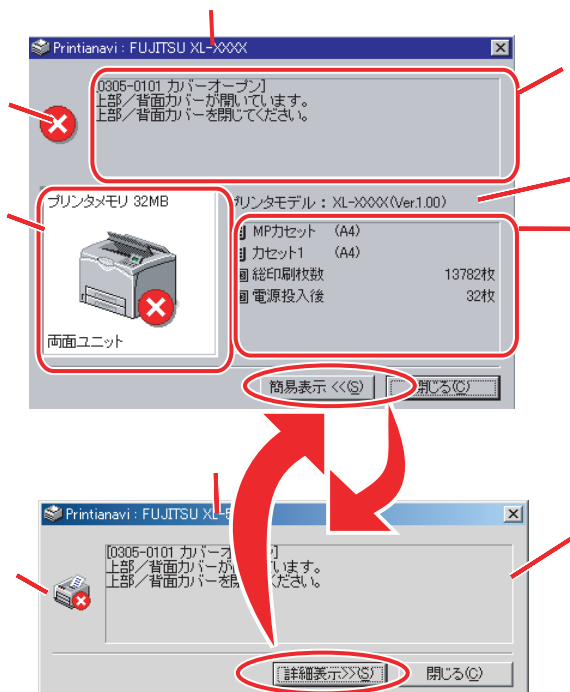 Printianavi : FUJITSU XL-XXXX
[0305-0101 カバーオープン]
上部／背面カバーが開いています。
上部／背面カバーを閉じてください。
プリンタメモリ 32MB
両面ユニット
プリンタモデル : XL-XXXX(Ver.1.00)
MPカセット (A4)
カセット1 (A4)
総印刷枚数 13782枚
電源投入後 32枚
簡易表示 <<(S)
閉じる(C)
Printianavi : FUJITSU XL-5
[0305-0101 カバーオ
上部／背面カバーが います。
上部／背面カバーを閉 ください。
詳細表示>>(S)
閉じる(C)